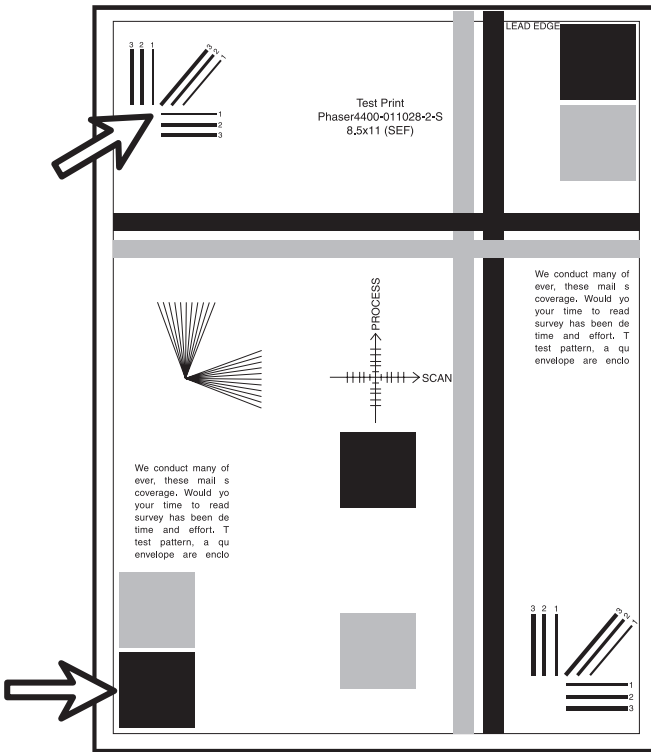 LEAD EDGE
3 2 1
3
2
1
1
2
3
Test Print
Phaser4400-011028-2-S
8.5x11 (SEF)
We conduct many of
ever, these mail s
coverage. Would yo
your time to read
survey has been de
time and effort. T
test pattern, a qu
envelope are enclo
PROCESS
SCAN
We conduct many of
ever, these mail s
coverage. Would yo
your time to read
survey has been de
time and effort. T
test pattern, a qu
envelope are enclo
3 2 1
3
2
1
1
2
3